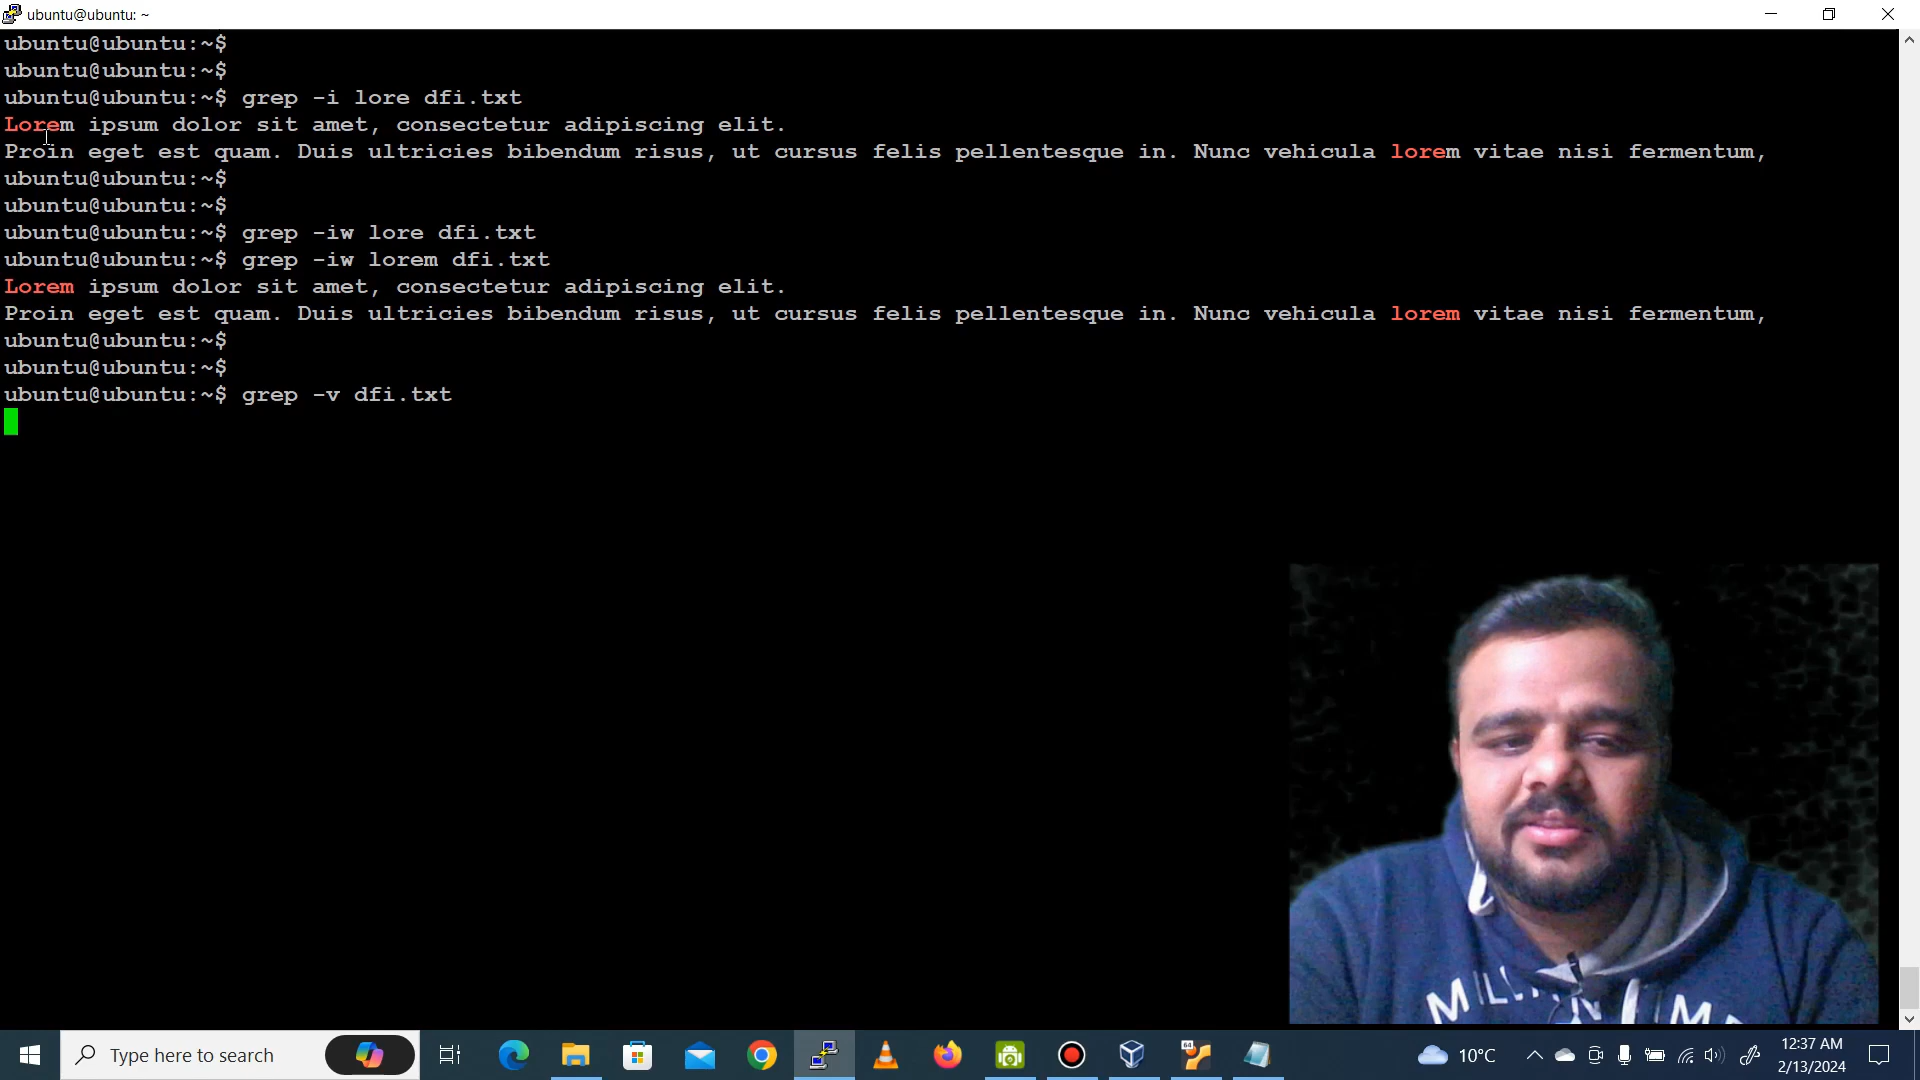 ubuntu@ubuntu: ~
ubuntu@ubuntu:~$
ubuntu@ubuntu:~$
ubuntu@ubuntu:~$ grep -i lore dfi.txt
Lorem ipsum dolor sit amet, consectetur adipiscing elit.
Proin eget est quam. Duis ultricies bibendum risus, ut cursus felis pellentesque in. Nunc vehicula lorem vitae nisi fermentum,
ubuntu@ubuntu:~$
ubuntu@ubuntu:~$
ubuntu@ubuntu:~$ grep -iw lore dfi.txt
ubuntu@ubuntu:~$ grep -iw lorem dfi.txt
Lorem ipsum dolor sit amet, consectetur adipiscing elit.
Proin eget est quam. Duis ultricies bibendum risus, ut cursus felis pellentesque in. Nunc vehicula lorem vitae nisi fermentum,
ubuntu@ubuntu:~$
ubuntu@ubuntu:~$
ubuntu@ubuntu:~$ grep -v dfi.txt
Type here to search
64
10°C
12:37 AM
2/13/2024